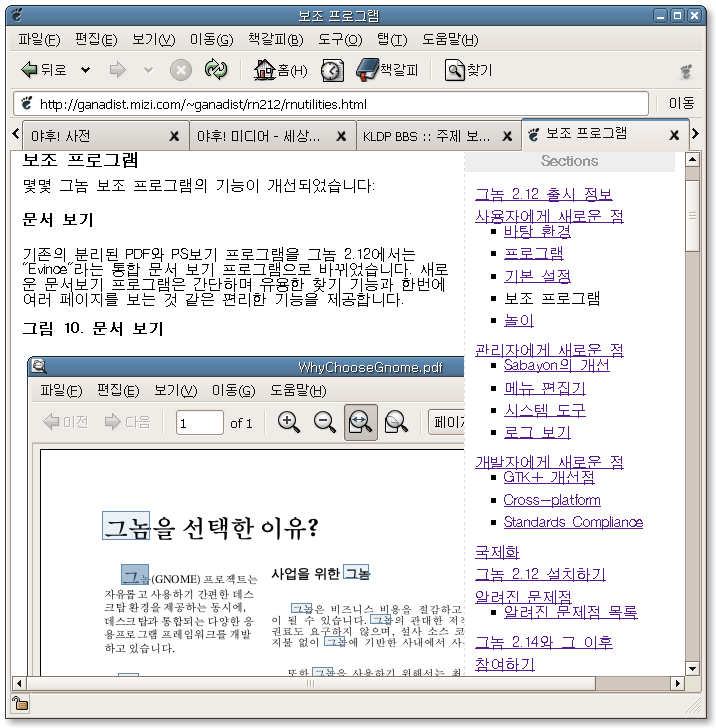 보조 프로그램
파일(F) 편집(E) 보기(V) 이동(G) 책갈피(B) 도구(O) 탭(T) 도움말(H)
뒤로 홈(H) 책갈피 찾기
http://ganadist.mizi.com/~ganadist/rn212/rnutilities.html 이동
야후! 사전 야후! 미디어 - 세상... KLDP BBS :: 주제 보... 보조 프로그램
보조 프로그램
몇몇 그놈 보조 프로그램의 기능이 개선되었습니다:
문서 보기
기존의 분리된 PDF와 PS보기 프로그램을 그놈 2.12에서는
"Evince"라는 통합 문서 보기 프로그램으로 바뀌었습니다. 새로
운 문서보기 프로그램은 간단하며 유용한 찾기 기능과 한번에
여러 페이지를 보는 것 같은 편리한 기능을 제공합니다.
그림 10. 문서 보기
WhyChooseGnome.pdf
파일(F) 편집(E) 보기(V) 이동(G) 도움말(H)
이전 다음 1 of 1 페이지
그놈을 선택한 이유?
그놈(GNOME) 프로젝트는
자유롭고 사용하기 간편한 데스
크탑 환경을 제공하는 동시에,
데스크탑과 통합되는 다양한 응
용프로그램 프레임워크를 개발
하고 있습니다.
사업을 위한 그놈
그놈은 비즈니스 비용을 절감하고
이 될 수 있습니다. 그놈의 관대한 저작
권료도 요구하지 않으며, 설사 소스 코
지불 없이 그놈에 기반한 사내에서 사
또한 그놈을 사용하기 위해서는 최
Sections
그놈 2.12 출시 정보
사용자에게 새로운 점
바탕 환경
프로그램
기본 설정
보조 프로그램
놀이
관리자에게 새로운 점
Sabayon의 개선
메뉴 편집기
시스템 도구
로그 보기
개발자에게 새로운 점
GTK+ 개선점
Cross-platform
Standards Compliance
국제화
그놈 2.12 설치하기
알려진 문제점
알려진 문제점 목록
그놈 2.14와 그 이후
참여하기